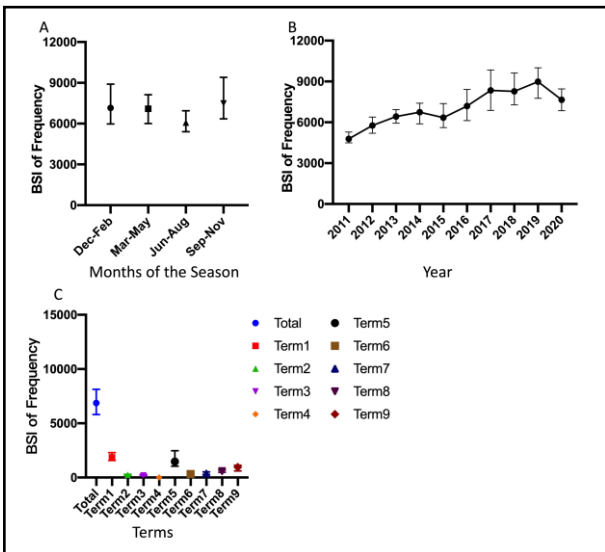 A
BSI of Frequency
12000
9000
6000
3000
0
Dec-Feb
Mar-May
Jun-Aug
Sep-Nov
Months of the Season
B
BSI of Frequency
12000
9000
6000
3000
0
2011
2012
2013
2014
2015
2016
2017
2018
2019
2020
Year
C
BSI of Frequency
15000
10000
5000
0
Total
Term1
Term2
Term3
Term4
Term5
Term6
Term7
Term8
Term9
Terms
Total
Term1
Term2
Term3
Term4
Term5
Term6
Term7
Term8
Term9